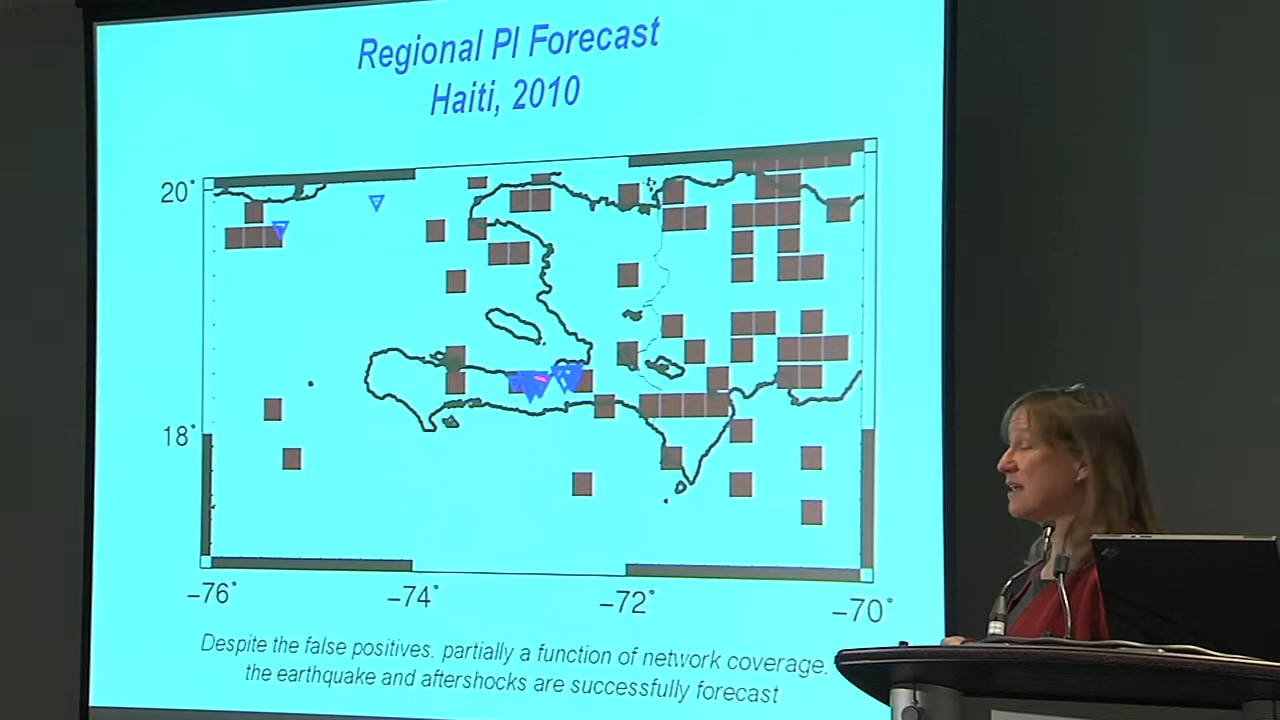 Regional PI Forecast
Haiti, 2010
20°
18°
−76°
−74°
−72°
−70°
Despite the false positives. partially a function of network coverage.
the earthquake and aftershocks are successfully forecast